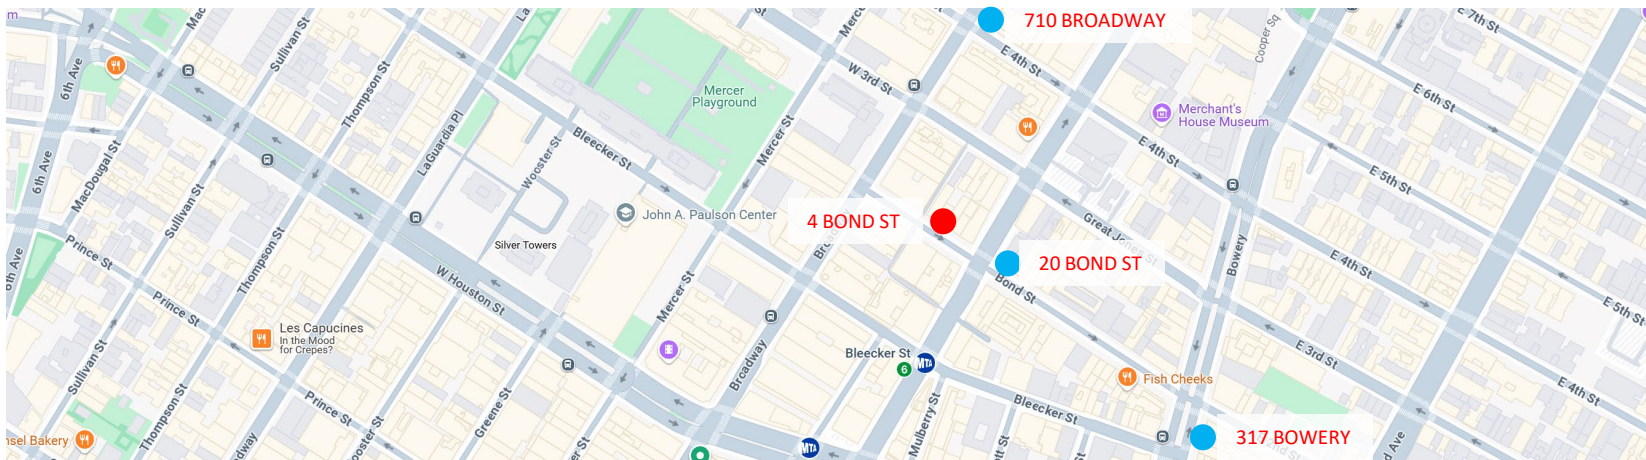 710 BROADWAY
4 BOND ST
20 BOND ST
317 BOWERY
6th Ave
6th Ave
MacDougal St
Sullivan St
Sullivan St
Sullivan St
Thompson St
Thompson St
Thompson St
LaGuardia Pl
Wooster St
Bleecker St
Mercer
Playground
Mercer St
Mercer St
W 3rd St
E 4th St
Cooper Sq
E 7th St
E 6th St
Merchant's
House Museum
E 4th St
E 5th St
E 4th St
E 5th St
Great Jones St
Bowery
John A. Paulson Center
Silver Towers
W Houston St
Prince St
Prince St
Prince St
Les Capucines
In the Mood
for Crepes?
Greene St
Broadway
Bleecker St
6
MTA
MTA
Bond St
Fish Cheeks
Bleecker St
Mulberry St
E 3rd St
E 4th St
nsel Bakery